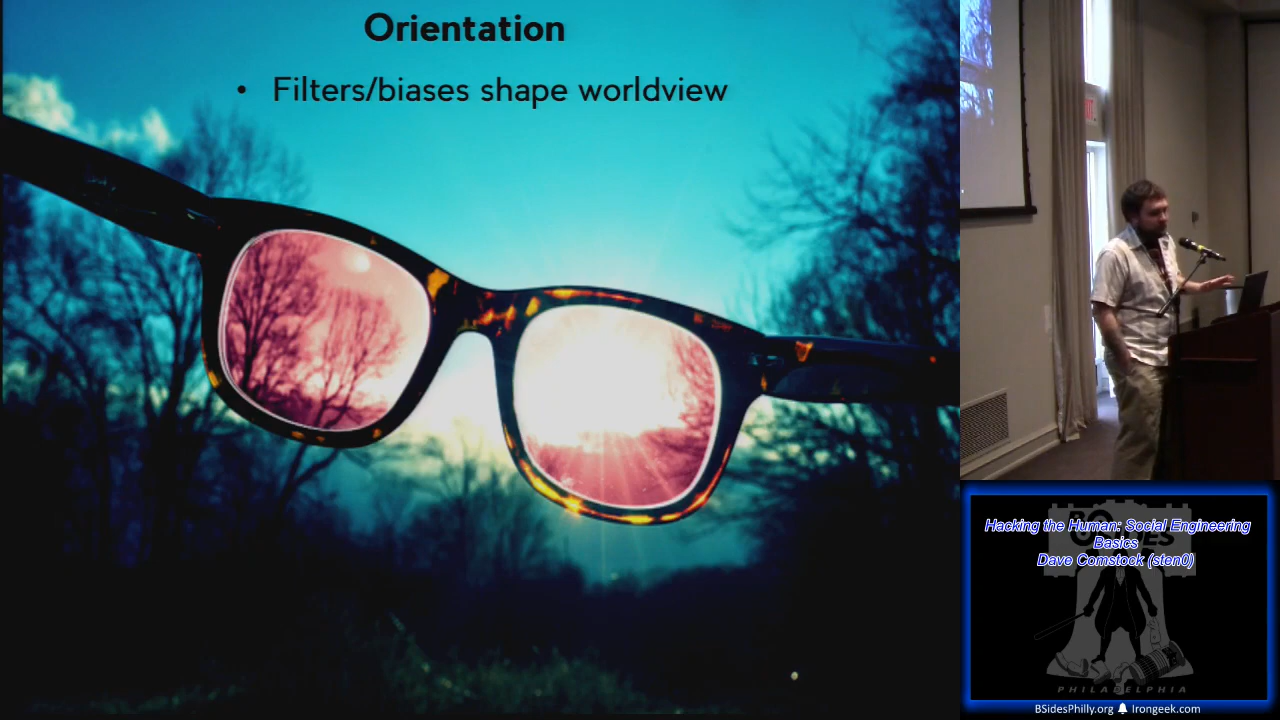 Orientation
• Filters/biases shape worldview
Hacking the Human: Social Engineering
Basics
Dave Comstock (sten0)
PHILADELPHIA
BSidesPhilly.org Irongeek.com